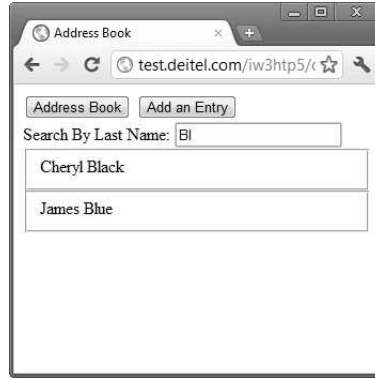 Address Book
test.deitel.com/iw3htp5/
Address Book Add an Entry
Search By Last Name: Bl
Cheryl Black
James Blue